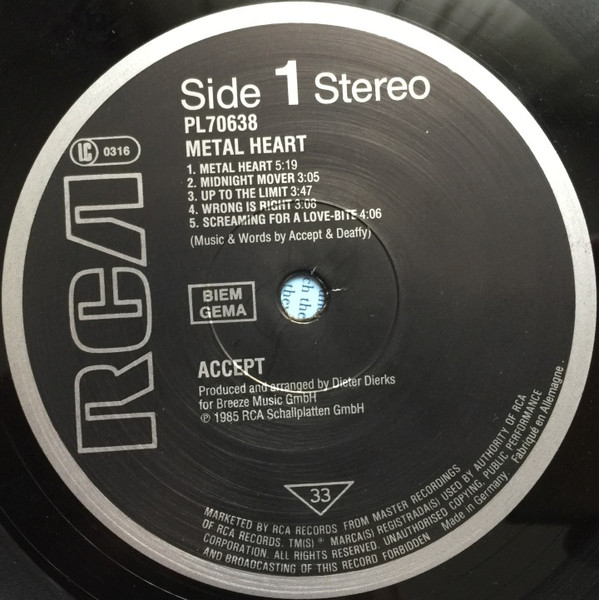 Side 1 Stereo
PL70638
METAL HEART
LC 0316
1. METAL HEART 5:19
2. MIDNIGHT MOVER 3:05
3. UP TO THE LIMIT 3:47
4. WRONG IS RIGHT 3:08
5. SCREAMING FOR A LOVE-BITE 4:06
(Music & Words by Accept & Deaffy)
RCA
BIEM
GEMA
ch the
the
ACCEPT
Produced and arranged by Dieter Dierks
for Breeze Music GmbH
℗ 1985 RCA Schallplatten GmbH
33
MARKETED BY RCA RECORDS FROM MASTER RECORDINGS
OF RCA RECORDS. TM(S) ® MARCA(S) REGISTRADA(S) USED BY AUTHORITY OF RCA
CORPORATION. ALL RIGHTS RESERVED. UNAUTHORISED COPYING, PUBLIC PERFORMANCE
AND BROADCASTING OF THIS RECORD FORBIDDEN Made in Germany. Fabriqué en Allemagne.